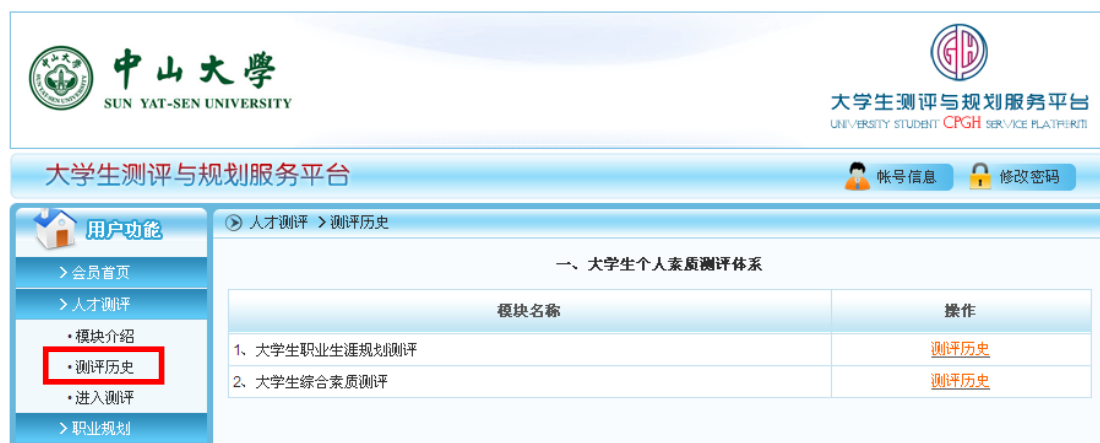 中山大學
SUN YAT-SEN UNIVERSITY
大学生测评与规划服务平台
UNIVERSITY STUDENT CPGH SERVICE PLATFORM
大学生测评与规划服务平台
帐号信息
修改密码
用户功能
人才测评 > 测评历史
>会员首页
一、大学生个人素质测评体系
>人才测评
模块名称 操作
•模块介绍
1、大学生职业生涯规划测评 测评历史
•测评历史
2、大学生综合素质测评 测评历史
•进入测评
>职业规划